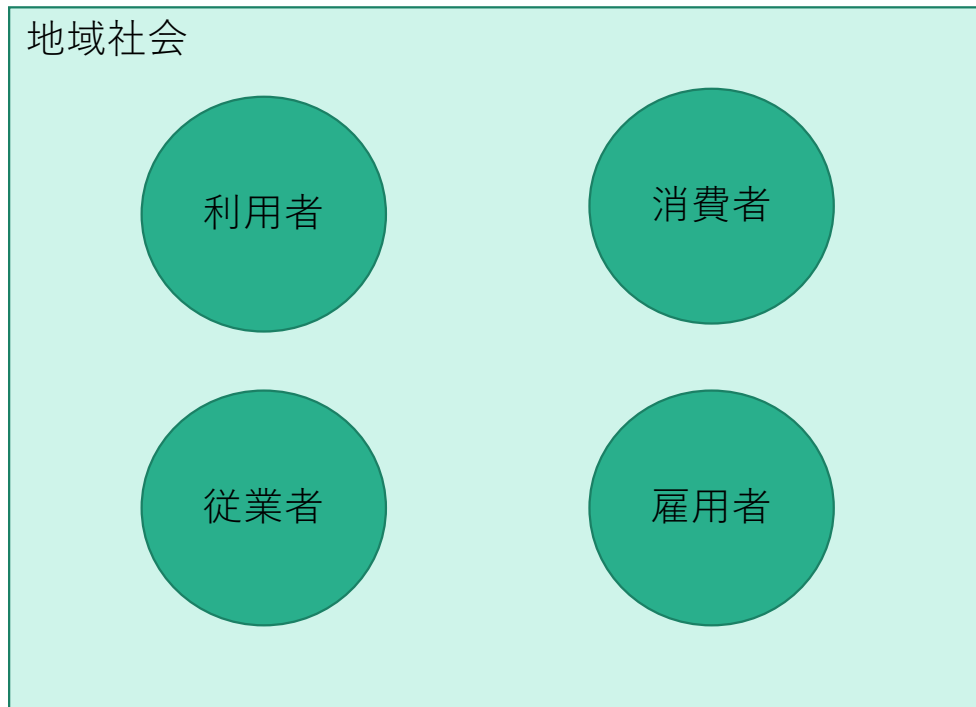 地域社会
利用者
消費者
従業者
雇用者